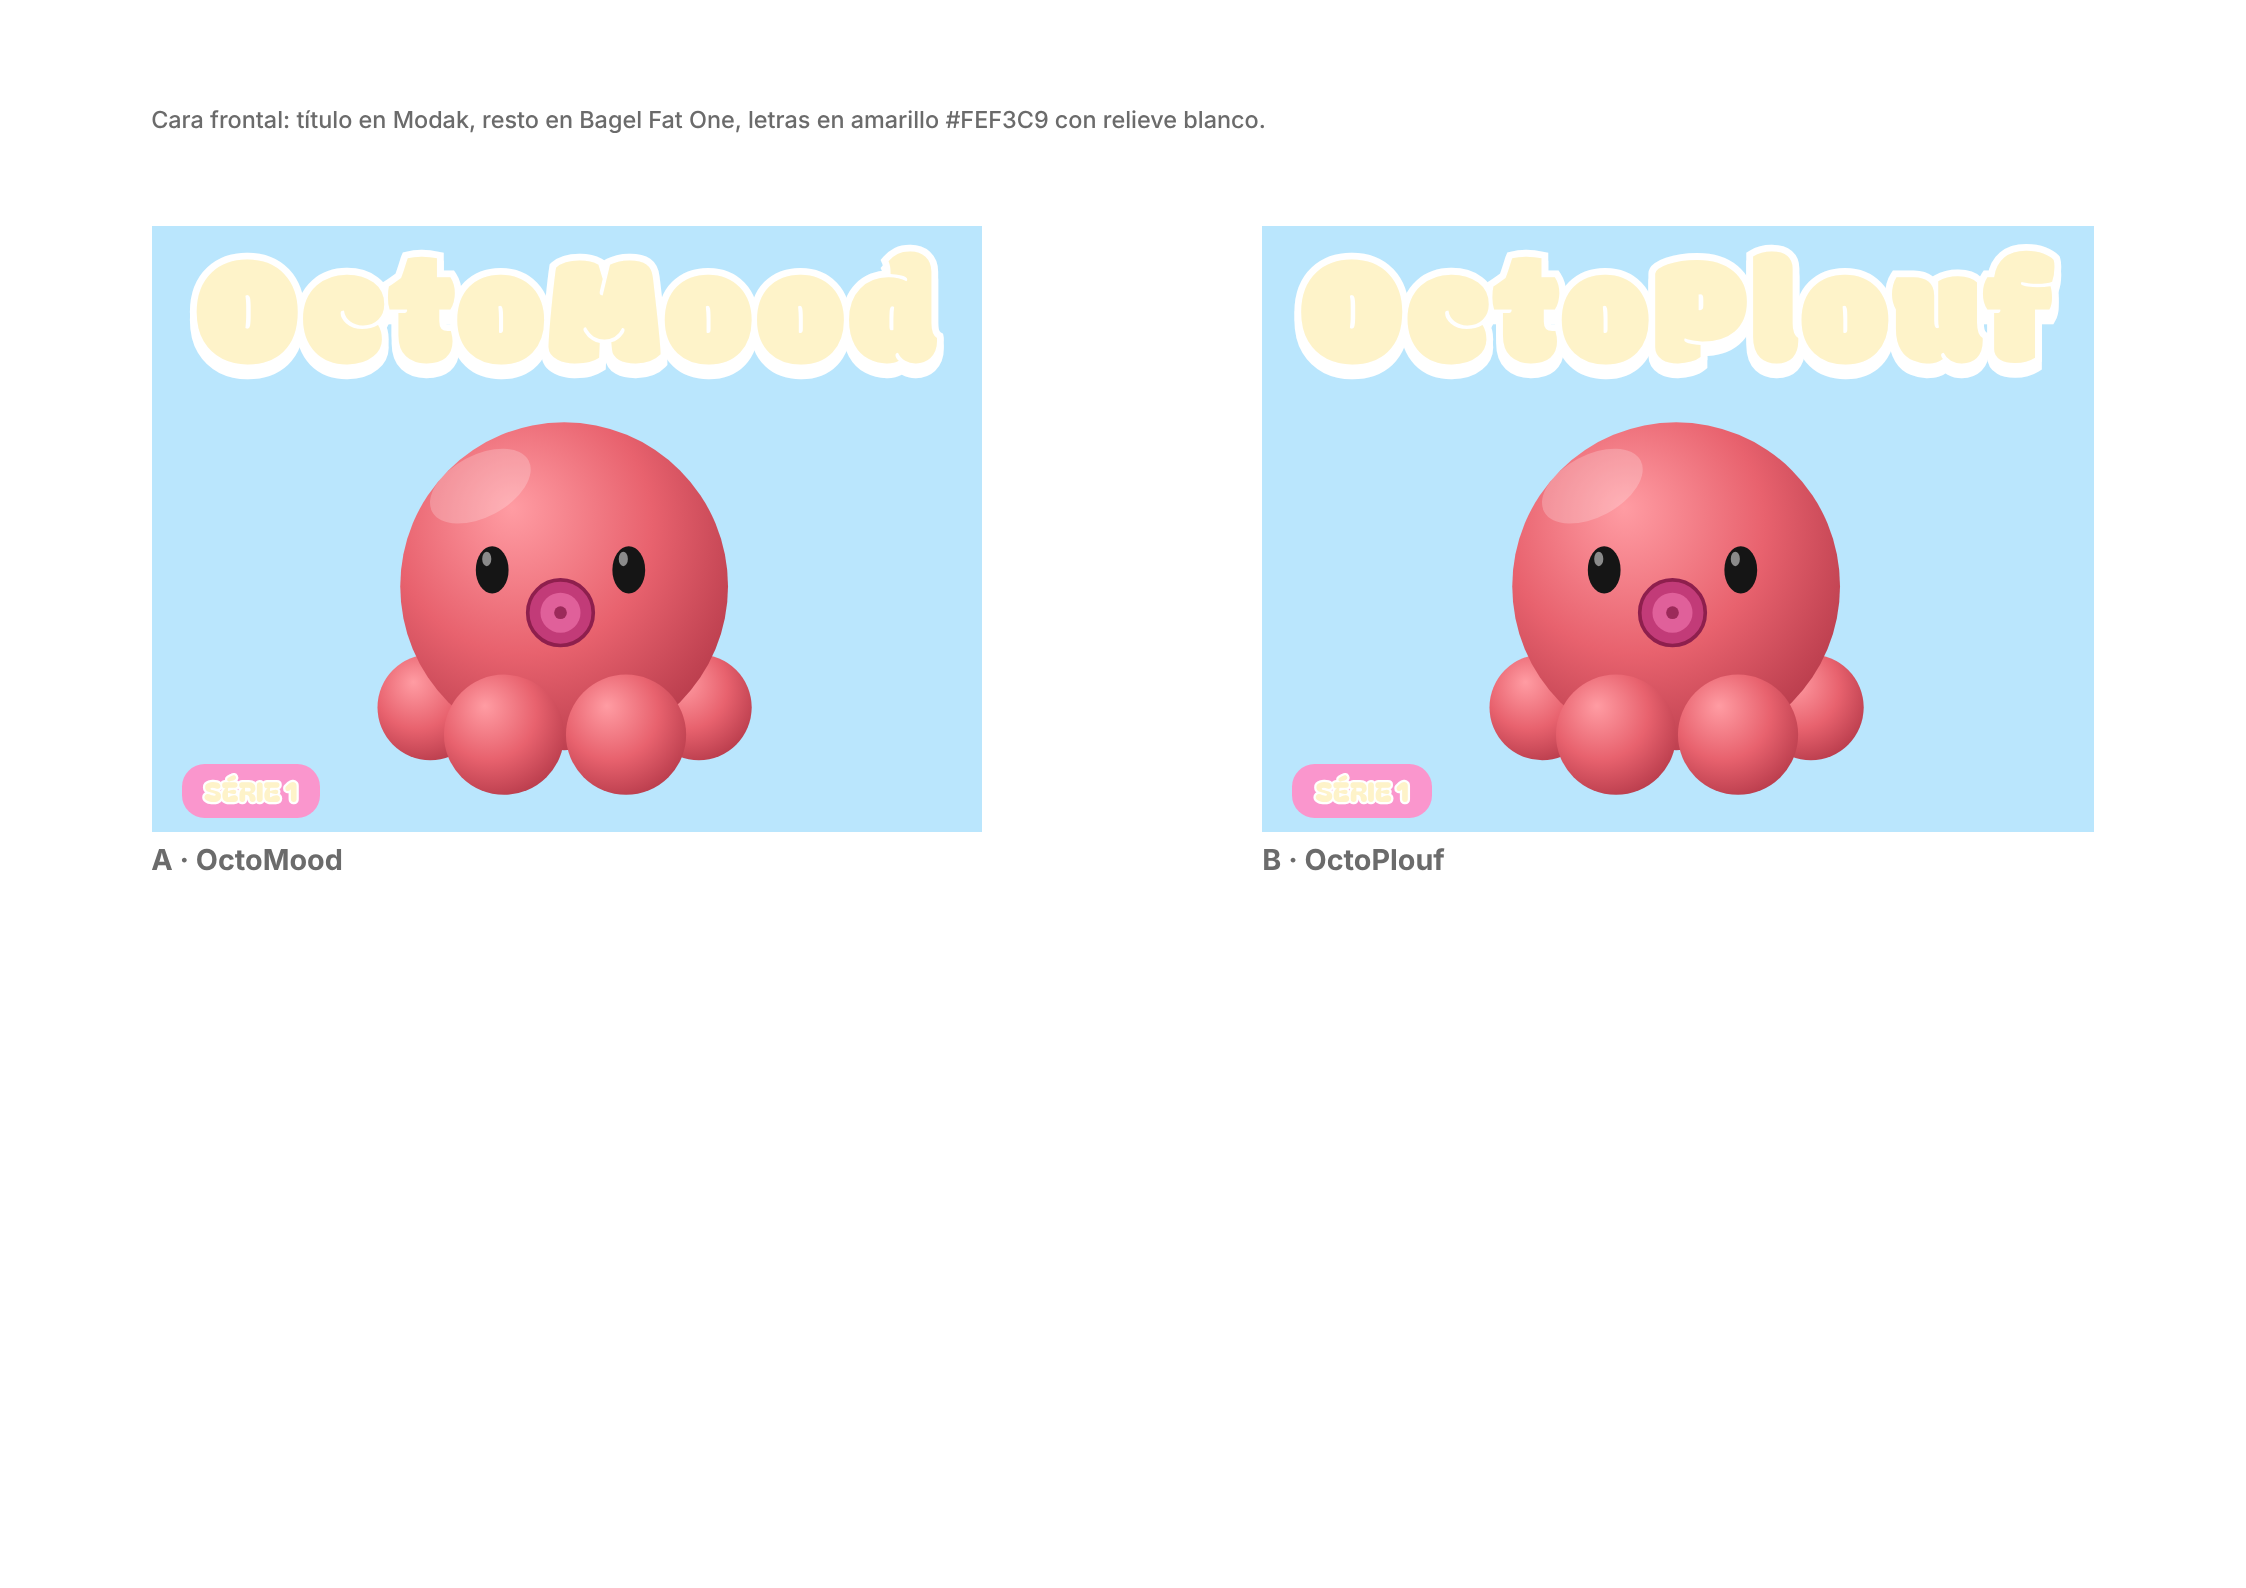 Cara frontal: título en Modak, resto en Bagel Fat One, letras en amarillo #FEF3C9 con relieve blanco.
OctoMood
SÉRIE 1
A · OctoMood
OctoPlouf
SÉRIE 1
B · OctoPlouf